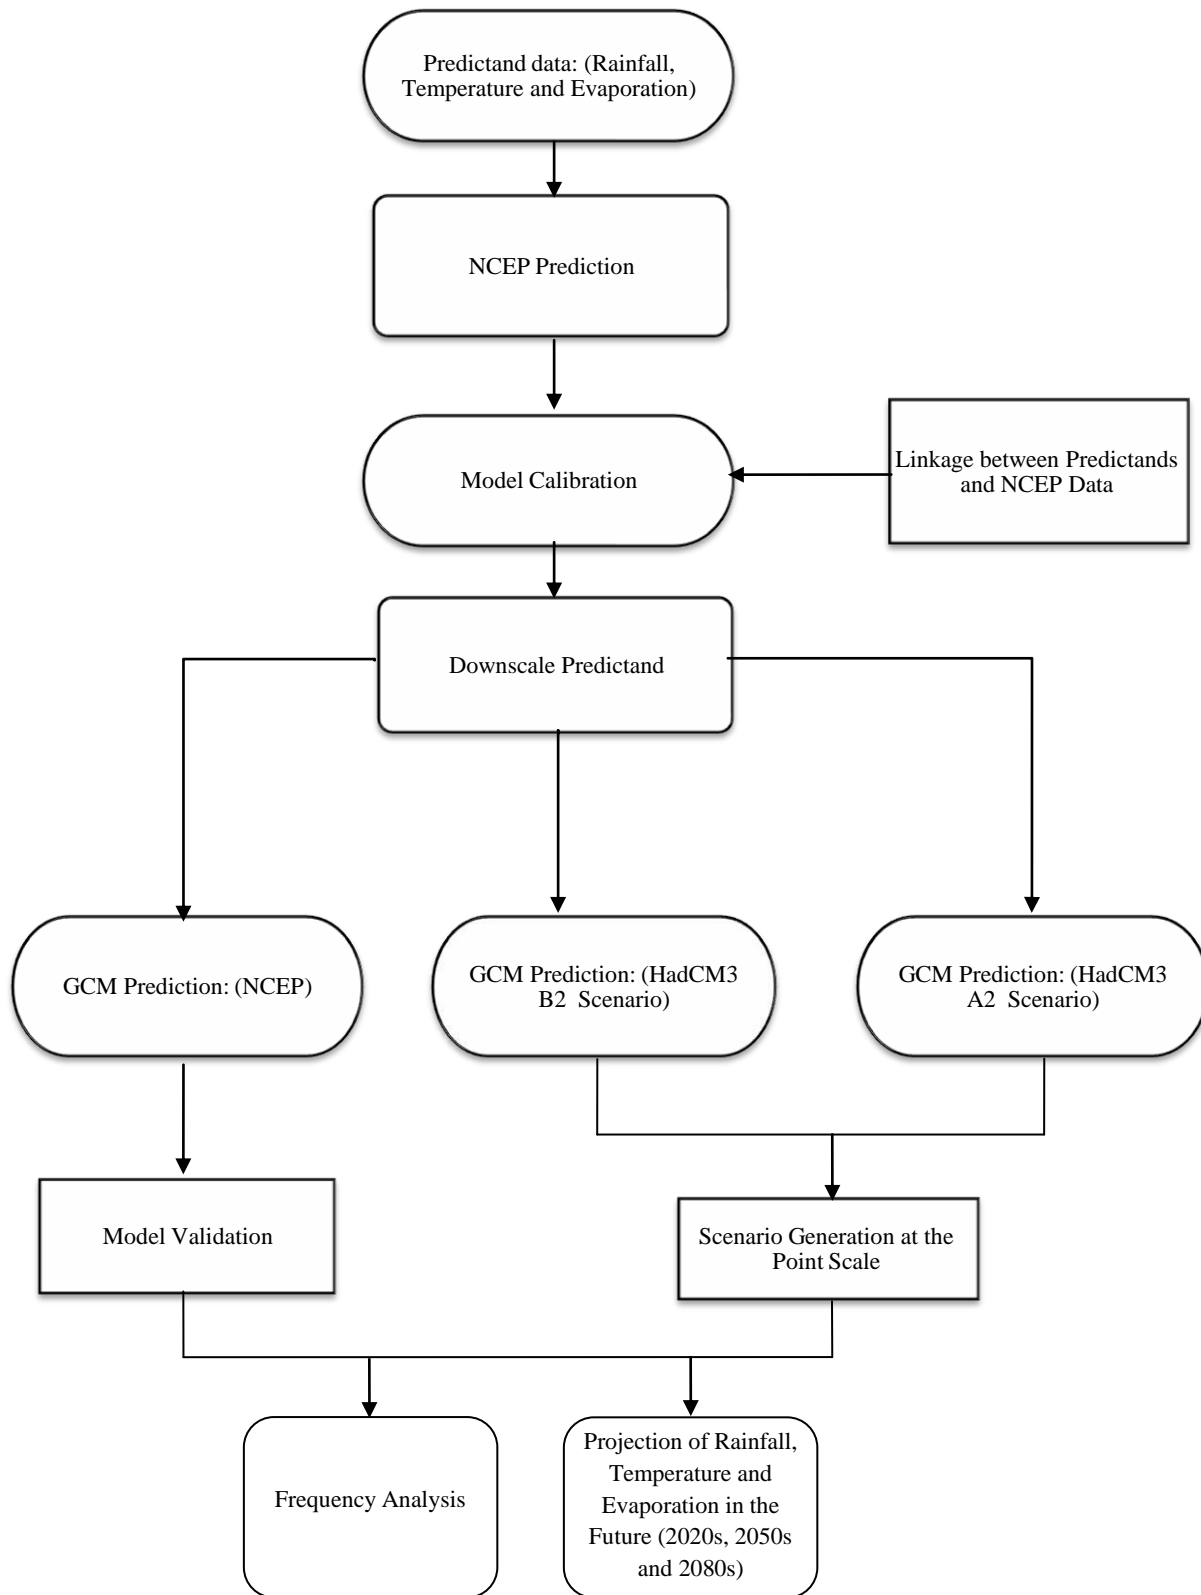 Predictand data: (Rainfall,
Temperature and Evaporation)
NCEP Prediction
Model Calibration
Linkage between Predictands
and NCEP Data
Downscale Predictand
GCM Prediction: (NCEP)
GCM Prediction: (HadCM3
B2 Scenario)
GCM Prediction: (HadCM3
A2 Scenario)
Model Validation
Scenario Generation at the
Point Scale
Frequency Analysis
Projection of Rainfall,
Temperature and
Evaporation in the
Future (2020s, 2050s
and 2080s)